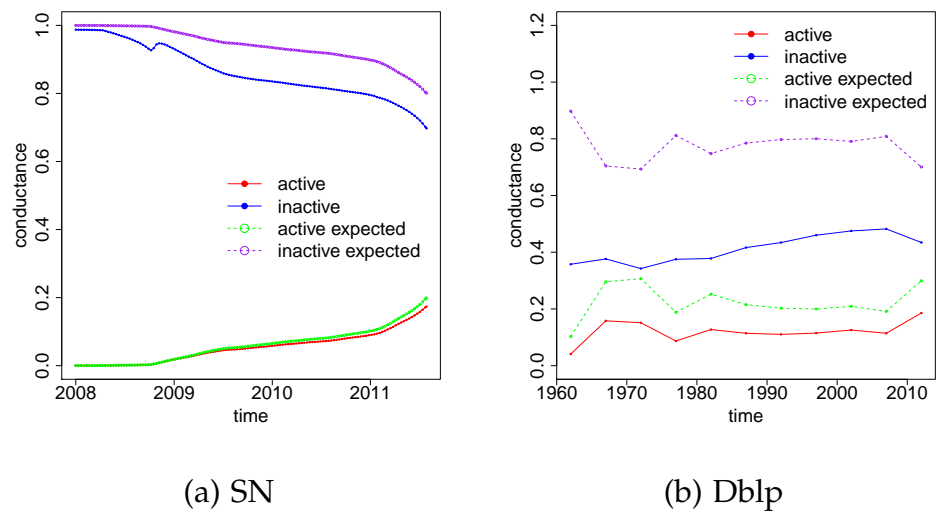 conductance
0.0
0.2
0.4
0.6
0.8
1.0
active
inactive
active expected
inactive expected
2008
2009
2010
2011
time
(a) SN
conductance
0.0
0.2
0.4
0.6
0.8
1.0
1.2
active
inactive
active expected
inactive expected
1960
1970
1980
1990
2000
2010
time
(b) Dblp